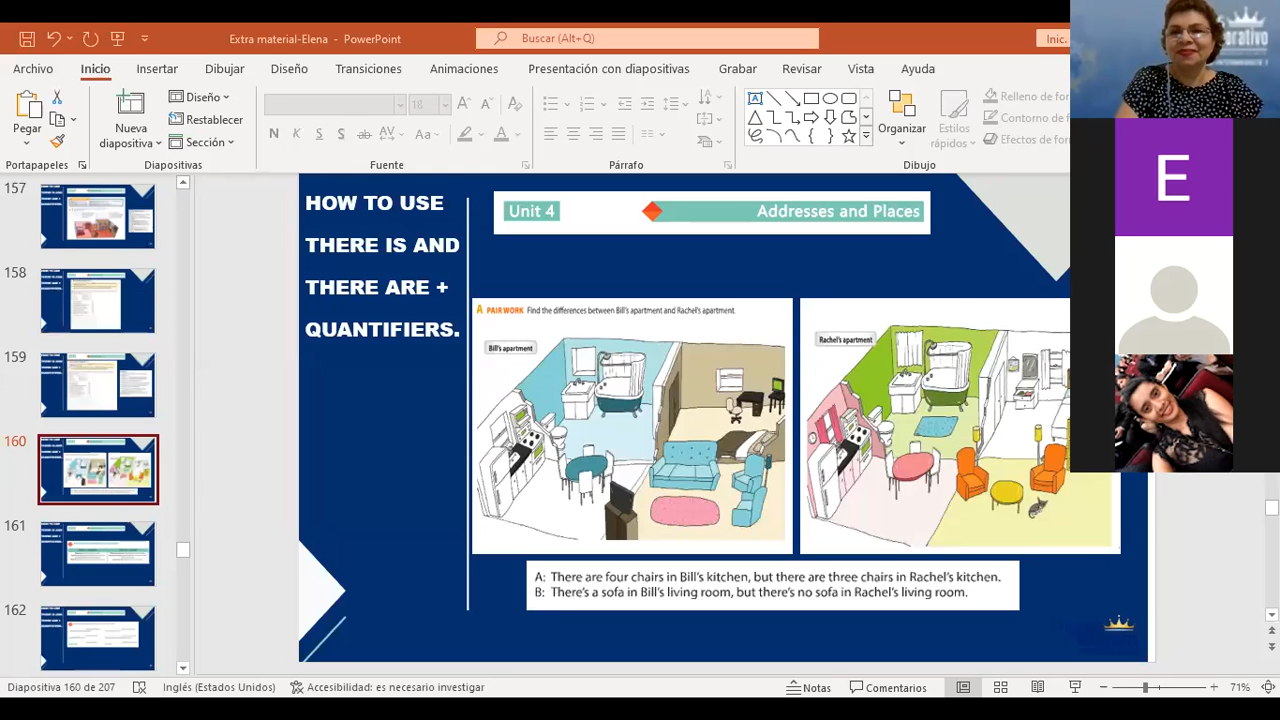 Extra material-Elena - PowerPoint
Buscar (Alt+Q)
Inic.
Archivo Inicio Insertar Dibujar Diseño Transiciones Animaciones Presentación con diapositivas Grabar Revisar Vista Ayuda
Pegar
Portapapeles
Nueva diapositiva
Diseño
Restablecer
Sección
Diapositivas
18
N K S S ab AV Aa
Fuente
Párrafo
Organizar
Estilos rápidos
Relleno de for
Contorno de
Efectos de form
Dibujo
orativo
E
157
158
159
160
161
162
HOW TO USE
THERE IS AND
THERE ARE +
QUANTIFIERS.
Unit 4 Addresses and Places
A PAIR WORK Find the differences between Bill's apartment and Rachel's apartment.
Bill's apartment
Rachel's apartment
A: There are four chairs in Bill's kitchen, but there are three chairs in Rachel's kitchen.
B: There's a sofa in Bill's living room, but there's no sofa in Rachel's living room.
Diapositiva 160 de 207 Inglés (Estados Unidos) Accesibilidad: es necesario investigar Notas Comentarios 71%